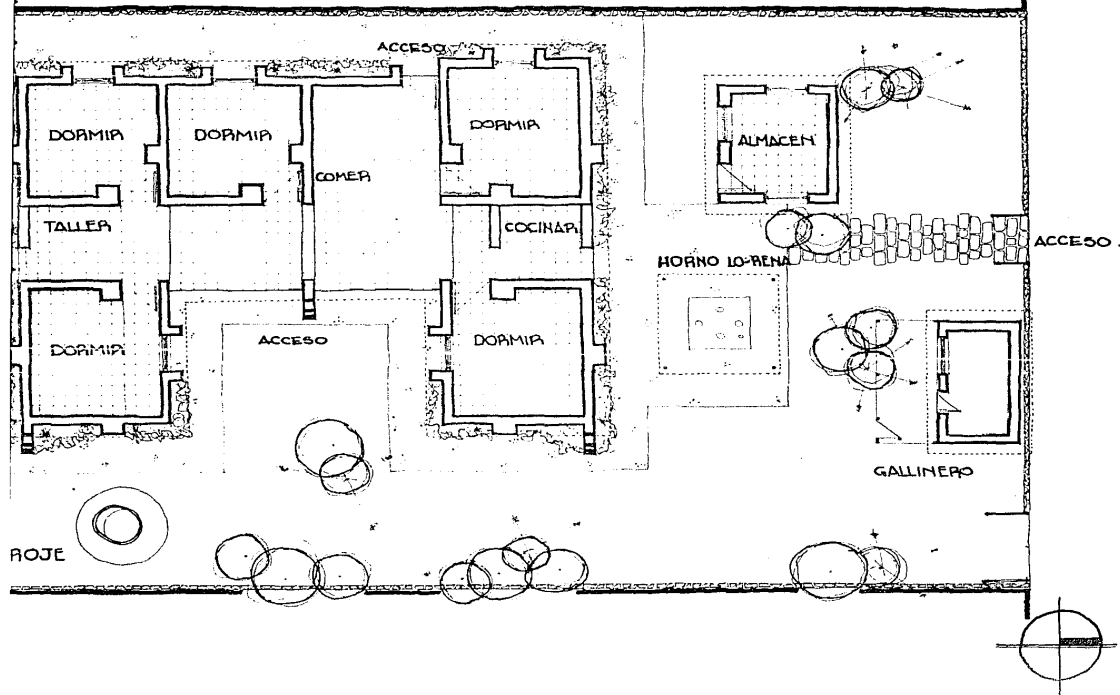 ACCESO
DORMIR
DORMIR
DORMIR
COMER
ALMACEN
TALLER
COCINAR
ACCESO
HORNO LO-RENA
DORMIR
ACCESO
DORMIR
GALLINERO
ROJE